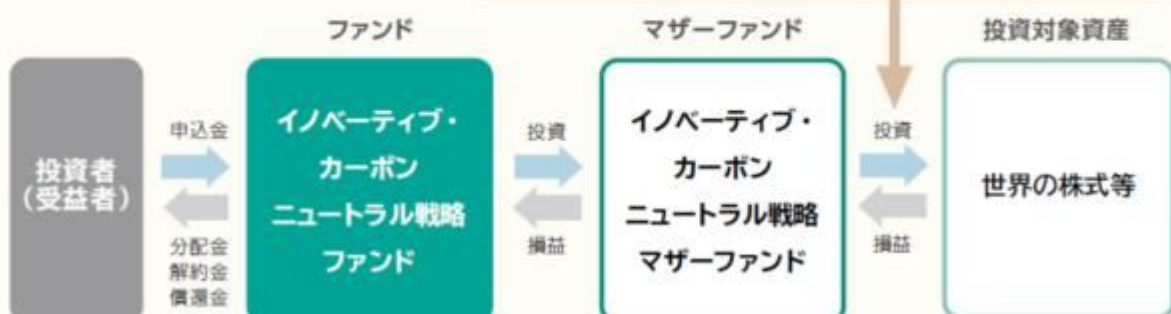 ファンド
マザーファンド
投資対象資産
投資者
(受益者)
申込金
分配金
解約金
償還金
イノベーティブ・
カーボン
ニュートラル戦略
ファンド
投資
損益
イノベーティブ・
カーボン
ニュートラル戦略
マザーファンド
投資
損益
世界の株式等